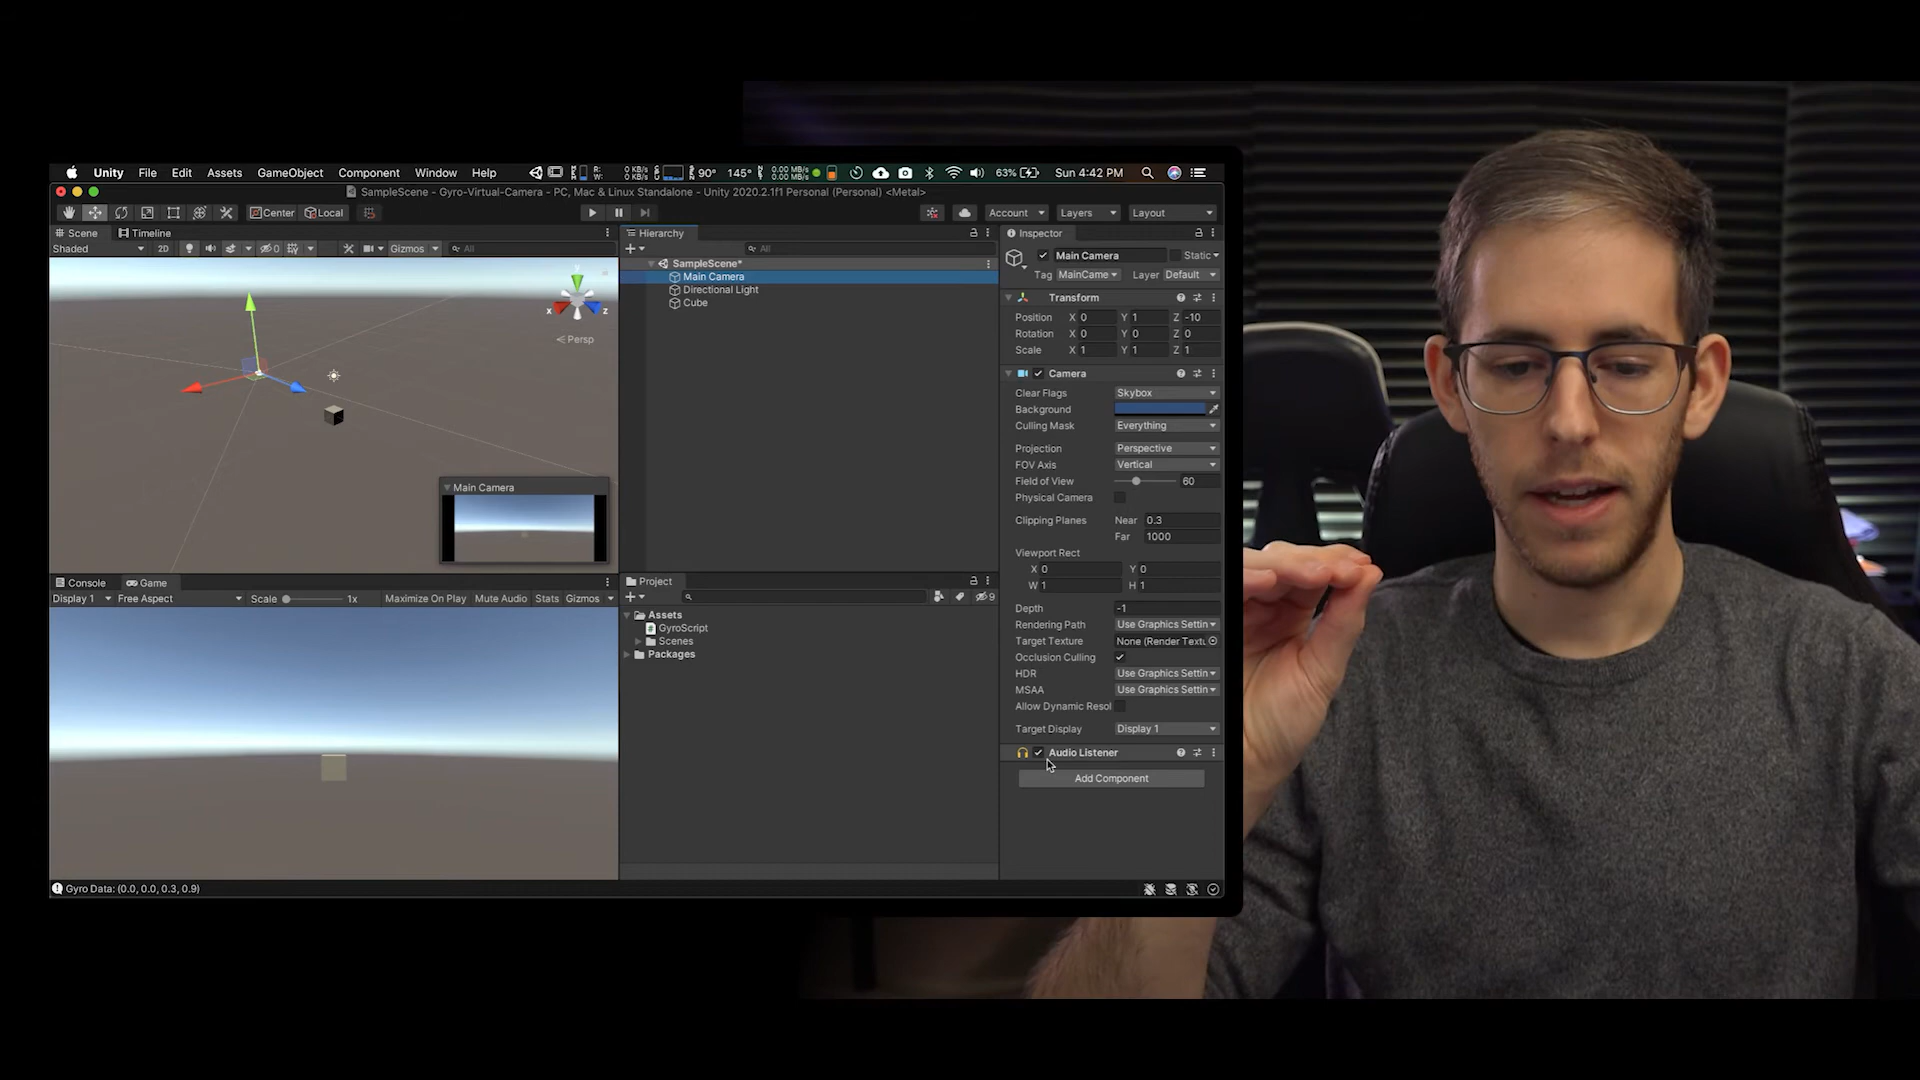 Unity File Edit Assets GameObject Component Window Help 90° 145° 63% Sun 4:42 PM
SampleScene - Gyro-Virtual-Camera - PC, Mac & Linux Standalone - Unity 2020.2.1f1 Personal (Personal) <Metal>
Center Local Account Layers Layout
Scene Timeline
Shaded 2D Gizmos All
Persp
x z
Main Camera
Console Game
Display 1 Free Aspect Scale 1x Maximize On Play Mute Audio Stats Gizmos
Hierarchy
All
SampleScene*
Main Camera
Directional Light
Cube
Project
9
Assets
GyroScript
Scenes
Packages
Inspector
Main Camera Static
Tag MainCame Layer Default
Transform
Position X 0 Y 1 Z -10
Rotation X 0 Y 0 Z 0
Scale X 1 Y 1 Z 1
Camera
Clear Flags Skybox
Background
Culling Mask Everything
Projection Perspective
FOV Axis Vertical
Field of View 60
Physical Camera
Clipping Planes Near 0.3
Far 1000
Viewport Rect
X 0 Y 0
W 1 H 1
Depth -1
Rendering Path Use Graphics Settin
Target Texture None (Render Textu
Occlusion Culling
HDR Use Graphics Settin
MSAA Use Graphics Settin
Allow Dynamic Resol
Target Display Display 1
Audio Listener
Add Component
Gyro Data: (0.0, 0.0, 0.3, 0.9)